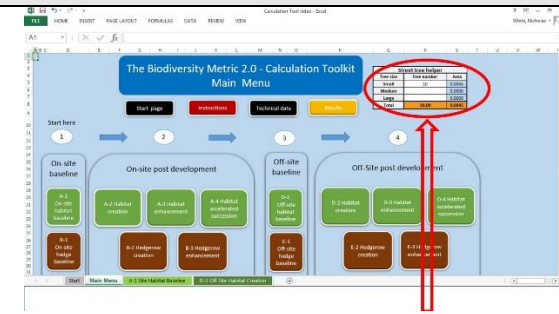 Calculation Tool video - Excel
FILE HOME INSERT PAGE LAYOUT FORMULAS DATA REVIEW VIEW
White, Nicholas
A1
The Biodiversity Metric 2.0 - Calculation Toolkit
Main Menu
Street tree helper
Tree size Tree number Area
Small 10
Medium
Large
Total 10.00
Start page Instructions Technical data Results
Start here
1 2 3 4
On-site baseline
On-site post development
Off-site baseline
Off-Site post development
A-1 On-site habitat baseline
A-2 Habitat creation
A-3 Habitat enhancement
A-4 Habitat accelerated succession
D-1 Off-site habitat baseline
D-2 Habitat creation
D-3 Habitat enhancement
D-4 Habitat accelerated succession
B-1 On-site hedge baseline
B-2 Hedgerow creation
B-3 Hedgerow enhancement
E-1 Off-site hedge baseline
E-2 Hedgerow creation
E-3 Hedgerow enhancement
Start Main Menu A-1 Site Habitat Baseline D-2 Off Site Habitat Creation